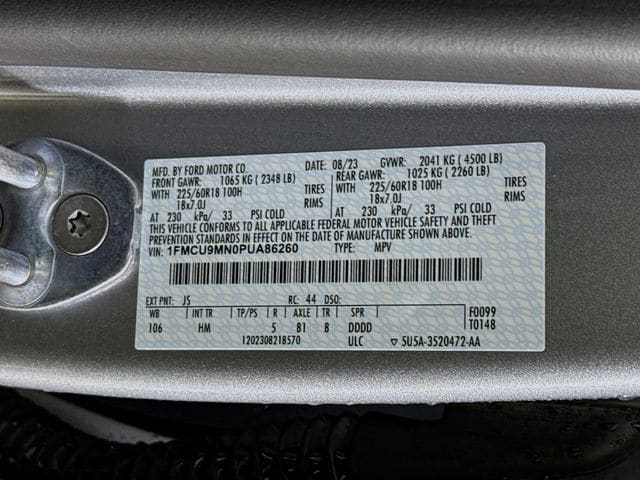 MFD. BY FORD MOTOR CO. DATE: 08/23 GVWR: 2041 KG ( 4500 LB)
FRONT GAWR: 1065 KG ( 2348 LB) REAR GAWR: 1025 KG ( 2260 LB)
WITH 225/60R18 100H TIRES WITH 225/60R18 100H TIRES
18x7.0J RIMS 18x7.0J RIMS
AT 230 kPa/ 33 PSI COLD AT 230 kPa/ 33 PSI COLD
THIS VEHICLE CONFORMS TO ALL APPLICABLE FEDERAL MOTOR VEHICLE SAFETY AND THEFT
PREVENTION STANDARDS IN EFFECT ON THE DATE OF MANUFACTURE SHOWN ABOVE.
VIN: 1FMCU9MN0PUA86260 TYPE: MPV
EXT PNT: JS RC: 44 DSO:
WB INT TR TP/PS R AXLE TR SPR F0099
106 HM 5 81 8 DDDD T0148
1202308218570 ULC ▽ 5U5A-3520472-AA